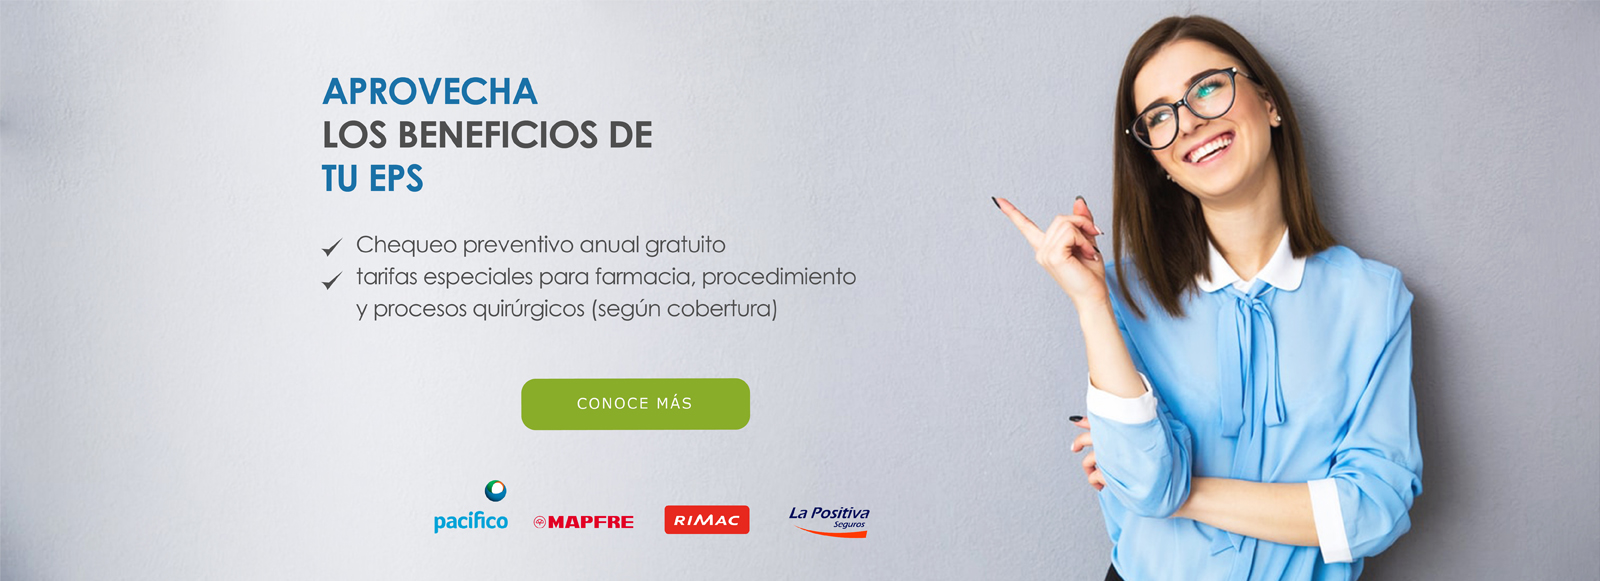 APROVECHA
LOS BENEFICIOS DE
TU EPS
Chequeo preventivo anual gratuito
tarifas especiales para farmacia, procedimiento
y procesos quirúrgicos (según cobertura)
CONOCE MÁS
pacifico
MAPFRE
RIMAC
La Positiva
Seguros